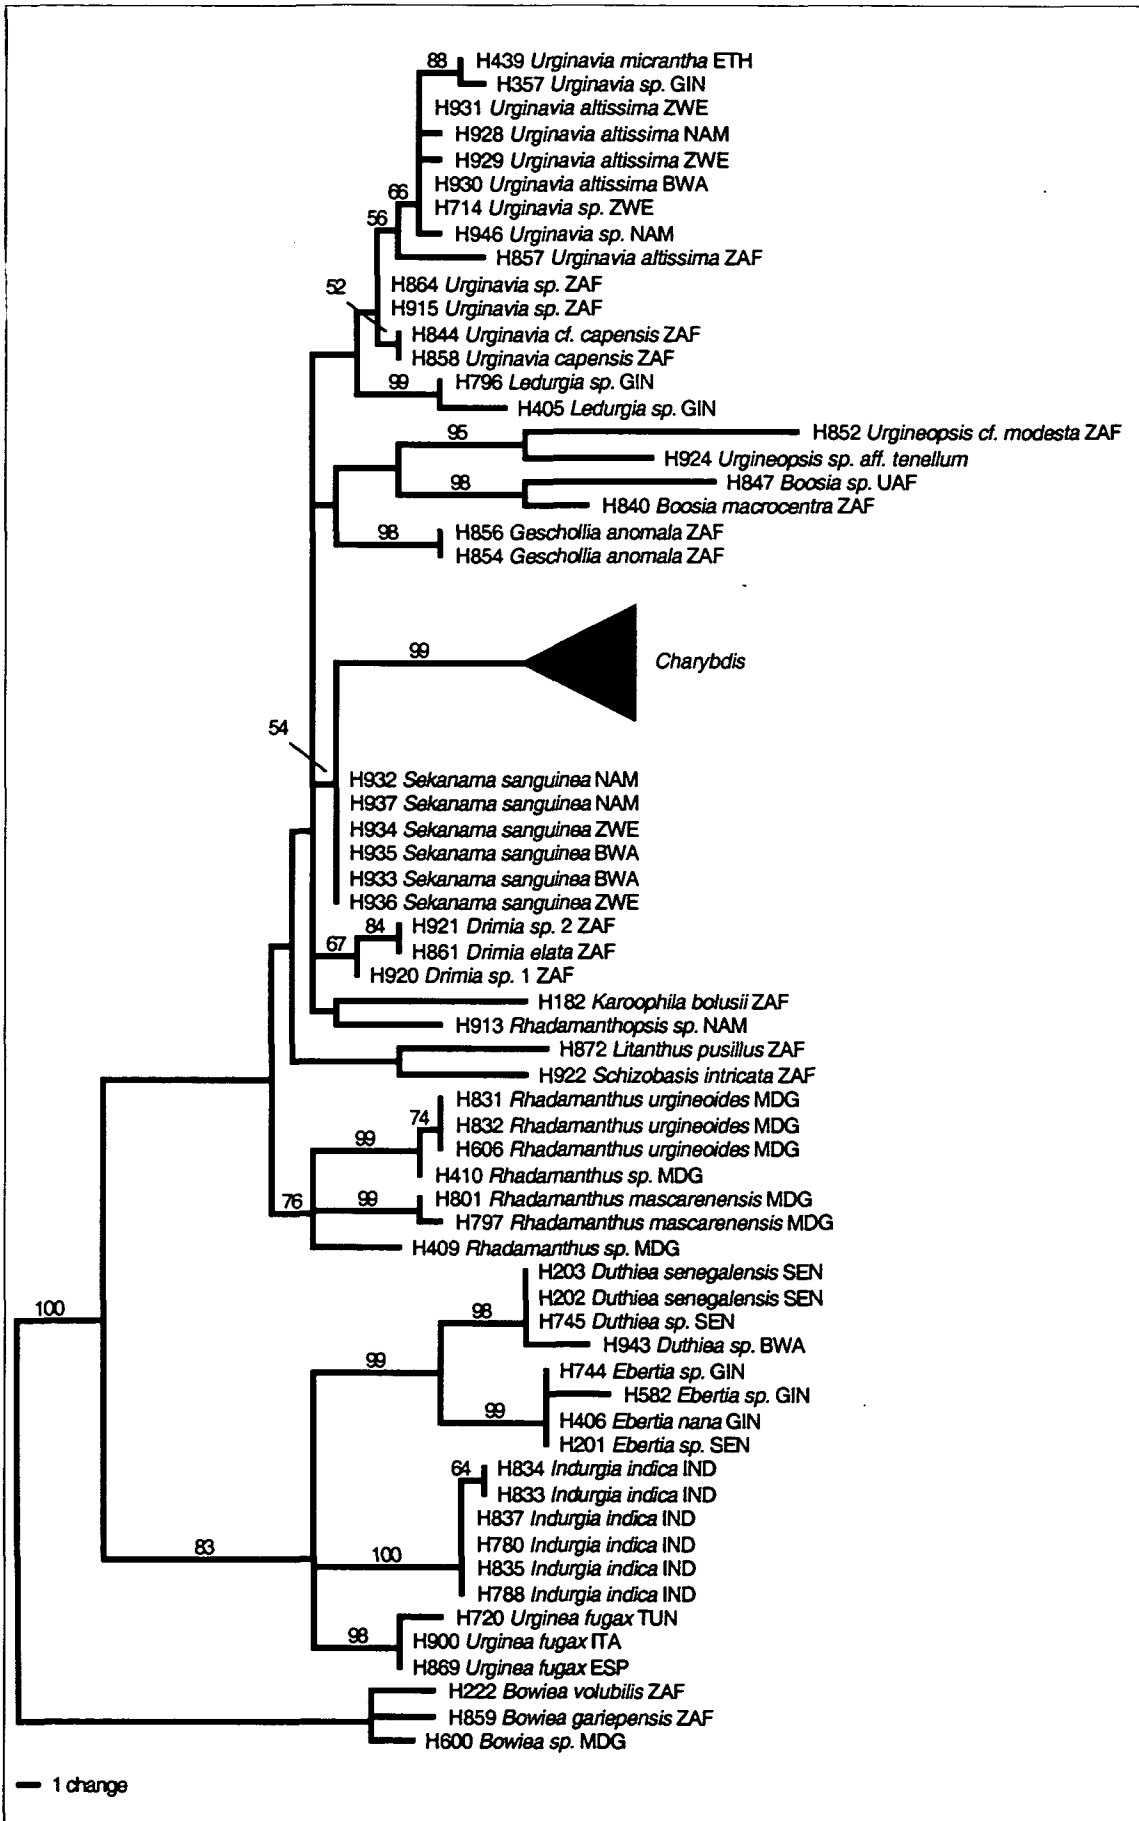 88
H439 Urginavia micrantha ETH
H357 Urginavia sp. GIN
H931 Urginavia altissima ZWE
H928 Urginavia altissima NAM
H929 Urginavia altissima ZWE
H930 Urginavia altissima BWA
66
H714 Urginavia sp. ZWE
56
H946 Urginavia sp. NAM
H857 Urginavia altissima ZAF
52
H864 Urginavia sp. ZAF
H915 Urginavia sp. ZAF
H844 Urginavia cf. capensis ZAF
H858 Urginavia capensis ZAF
99
H796 Ledurgia sp. GIN
H405 Ledurgia sp. GIN
95
H852 Urgineopsis cf. modesta ZAF
H924 Urgineopsis sp. aff. tenellum
98
H847 Boosia sp. UAF
H840 Boosia macrocentra ZAF
98
H856 Geschollia anomala ZAF
H854 Geschollia anomala ZAF
99
Charybdis
54
H932 Sekanama sanguinea NAM
H937 Sekanama sanguinea NAM
H934 Sekanama sanguinea ZWE
H935 Sekanama sanguinea BWA
H933 Sekanama sanguinea BWA
H936 Sekanama sanguinea ZWE
84
H921 Drimia sp. 2 ZAF
67
H861 Drimia elata ZAF
H920 Drimia sp. 1 ZAF
H182 Karoophila bolusii ZAF
H913 Rhadamanthopsis sp. NAM
H872 Litanthus pusillus ZAF
H922 Schizobasis intricata ZAF
H831 Rhadamanthus urgineoides MDG
74
H832 Rhadamanthus urgineoides MDG
99
H606 Rhadamanthus urgineoides MDG
H410 Rhadamanthus sp. MDG
76
99
H801 Rhadamanthus mascarenensis MDG
H797 Rhadamanthus mascarenensis MDG
H409 Rhadamanthus sp. MDG
H203 Duthiea senegalensis SEN
100
98
H202 Duthiea senegalensis SEN
H745 Duthiea sp. SEN
H943 Duthiea sp. BWA
99
H744 Ebertia sp. GIN
H582 Ebertia sp. GIN
99
H406 Ebertia nana GIN
H201 Ebertia sp. SEN
64
H834 Indurgia indica IND
H833 Indurgia indica IND
H837 Indurgia indica IND
83
H780 Indurgia indica IND
100
H835 Indurgia indica IND
H788 Indurgia indica IND
H720 Urginea fugax TUN
98
H900 Urginea fugax ITA
H869 Urginea fugax ESP
H222 Bowiea volubilis ZAF
H859 Bowiea gariepensis ZAF
H600 Bowiea sp. MDG
1 change